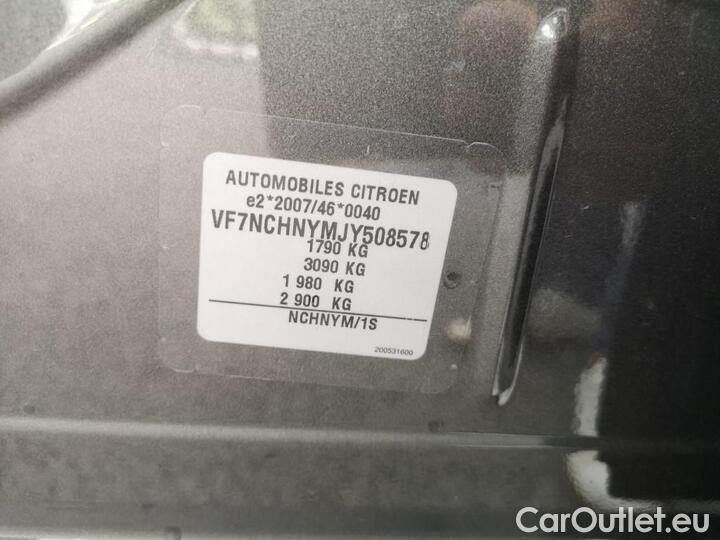 AUTOMOBILES CITROEN
e2*2007/46*0040
VF7NCHNYMJY508578
1790 KG
3090 KG
1 980 KG
2 900 KG
NCHNYM/1S
200531600
CarOutlet.eu